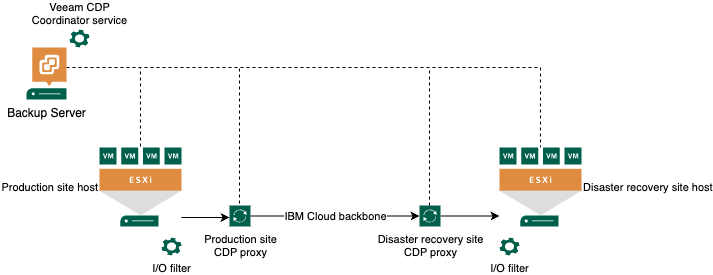 Veeam CDP
Coordinator service
Backup Server
VM VM VM VM
VM VM VM VM
ESXi
ESXi
Production site host
Disaster recovery site host
IBM Cloud backbone
Production site
CDP proxy
Disaster recovery site
CDP proxy
I/O filter
I/O filter